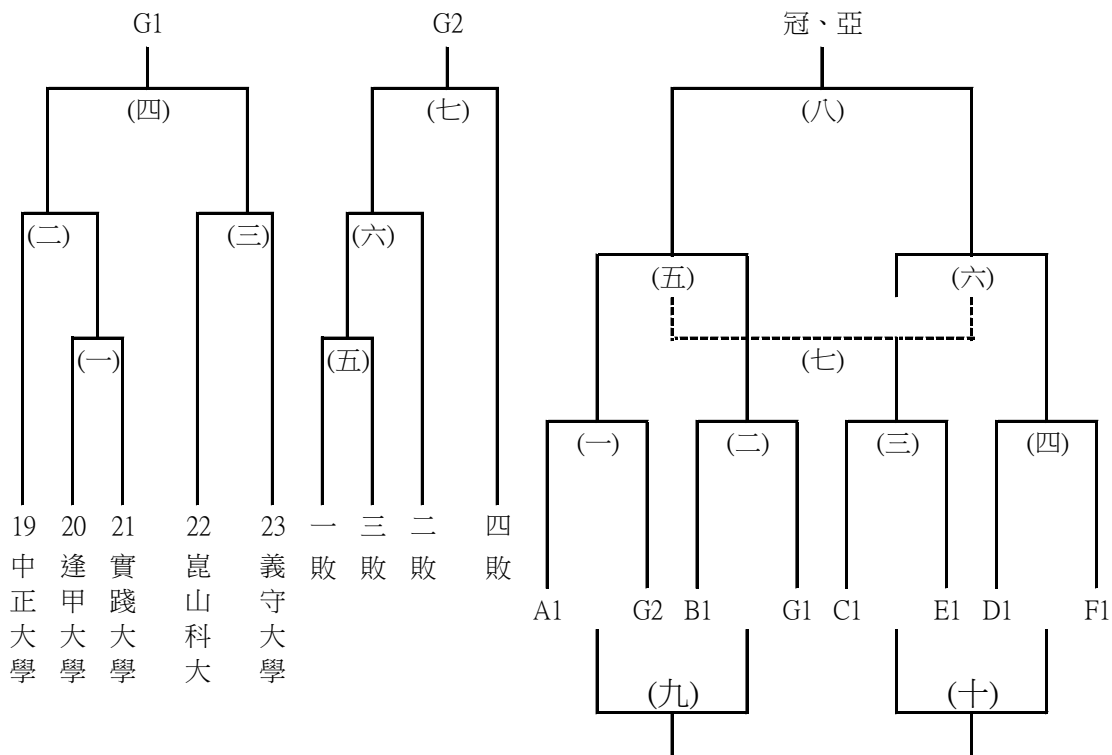 G1
G2
冠、亞
(四)
(七)
(八)
(二)
(三)
(六)
(五)
(六)
(一)
(五)
(七)
(一)
(二)
(三)
(四)
19 中正大學
20 逢甲大學
21 實踐大學
22 崑山科大
23 義守大學
一敗
三敗
二敗
四敗
A1
G2
B1
G1
C1
E1
D1
F1
(九)
(十)